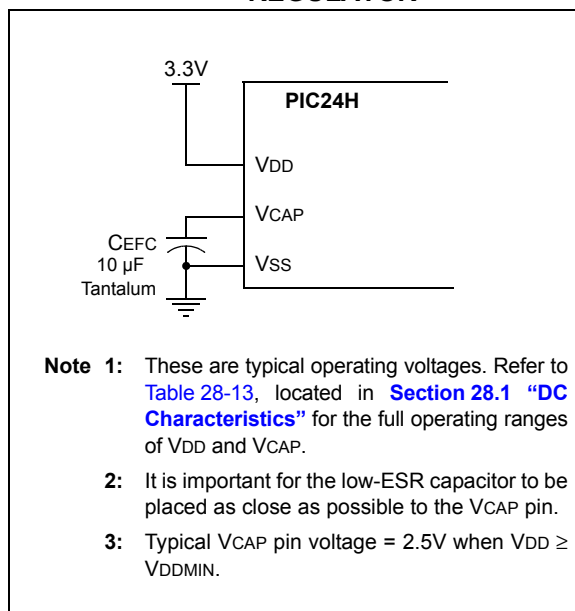 3.3V
PIC24H
VDD
VCAP
CEFC
10 µF
Tantalum
VSS
Note 1: These are typical operating voltages. Refer to
Table 28-13, located in Section 28.1 “DC
Characteristics” for the full operating ranges
of VDD and VCAP.
2: It is important for the low-ESR capacitor to be
placed as close as possible to the VCAP pin.
3: Typical VCAP pin voltage = 2.5V when VDD ≥
VDDMIN.